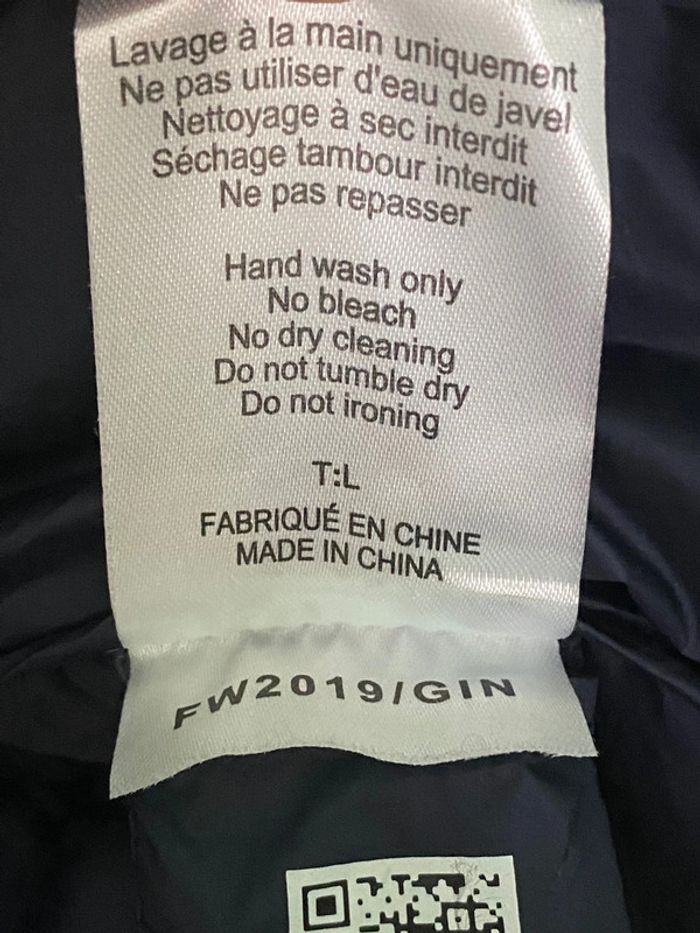 Lavage à la main uniquement
Ne pas utiliser d'eau de javel
Nettoyage à sec interdit
Séchage tambour interdit
Ne pas repasser
Hand wash only
No bleach
No dry cleaning
Do not tumble dry
Do not ironing
T:L
FABRIQUÉ EN CHINE
MADE IN CHINA
FW2019/GIN